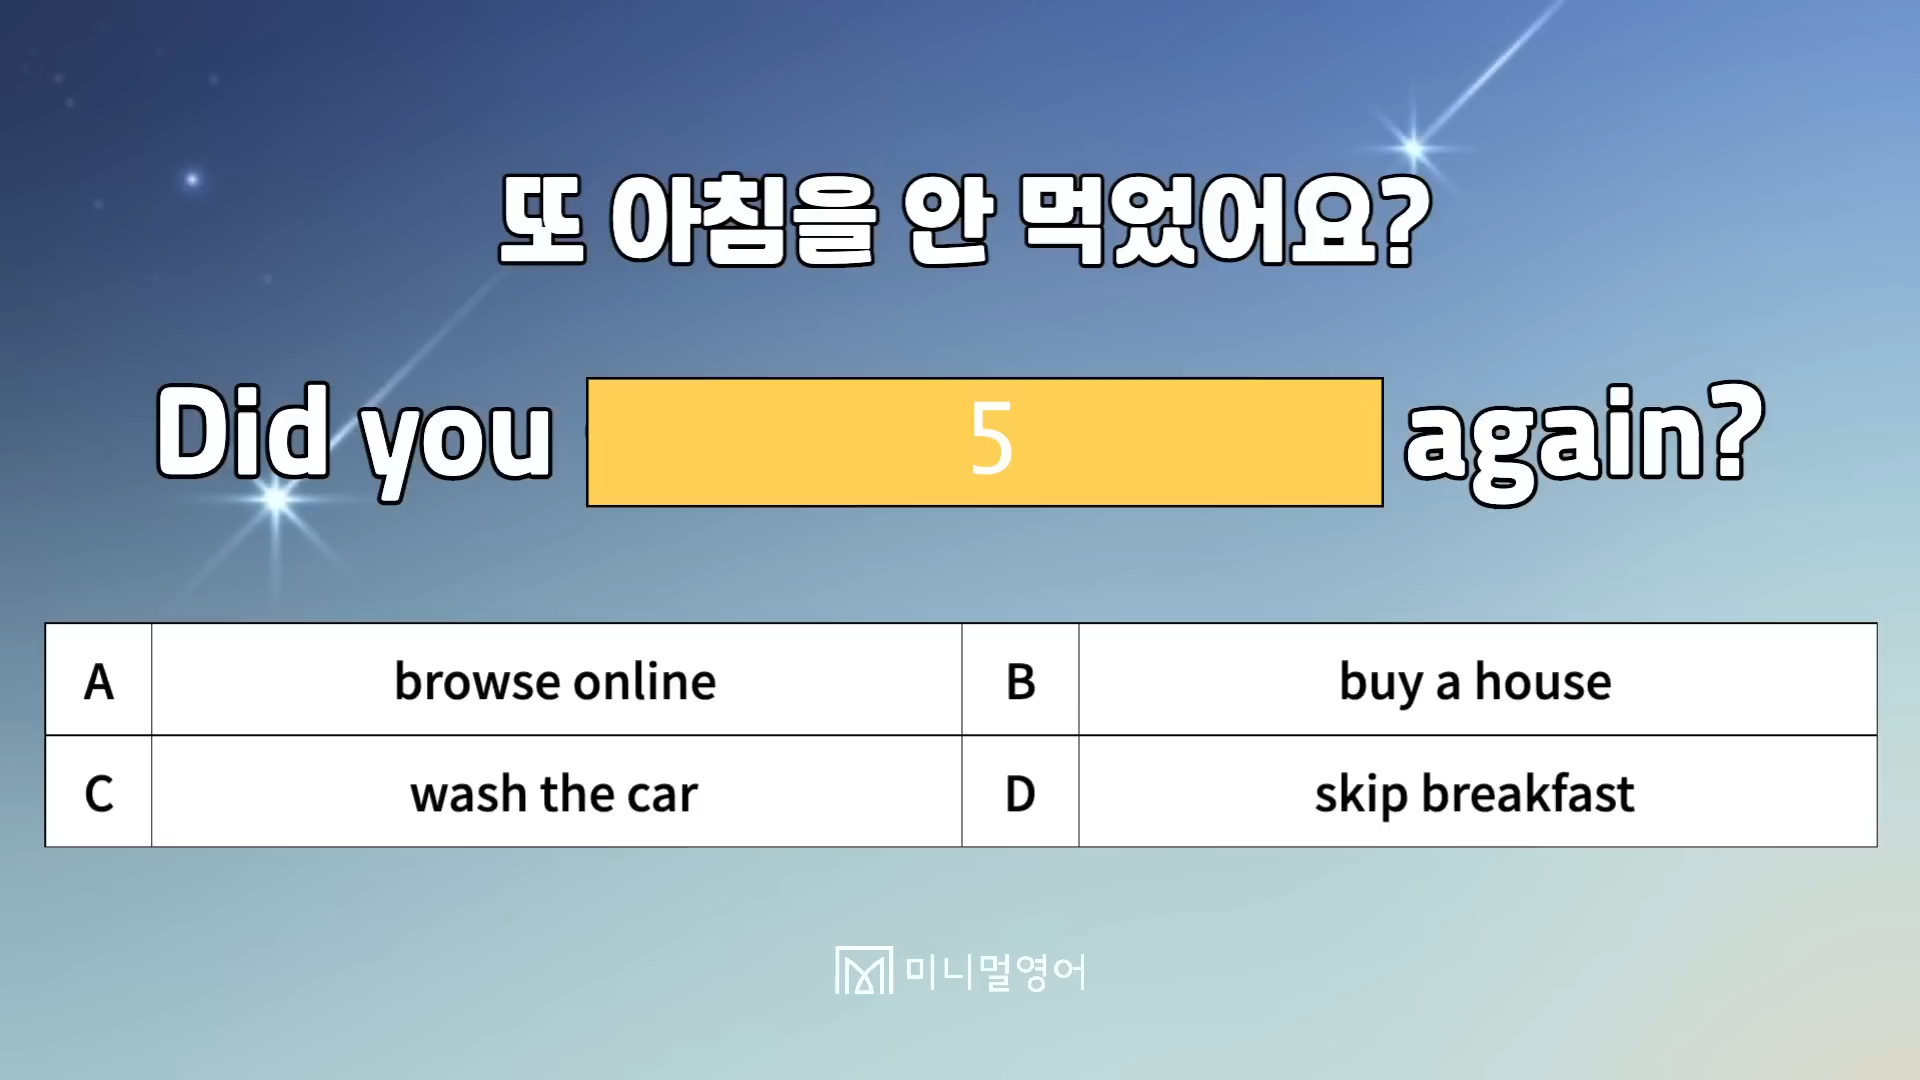 또 아침을 안 먹었어요?
Did you 5 again?
A browse online B buy a house
C wash the car D skip breakfast
미니멀영어